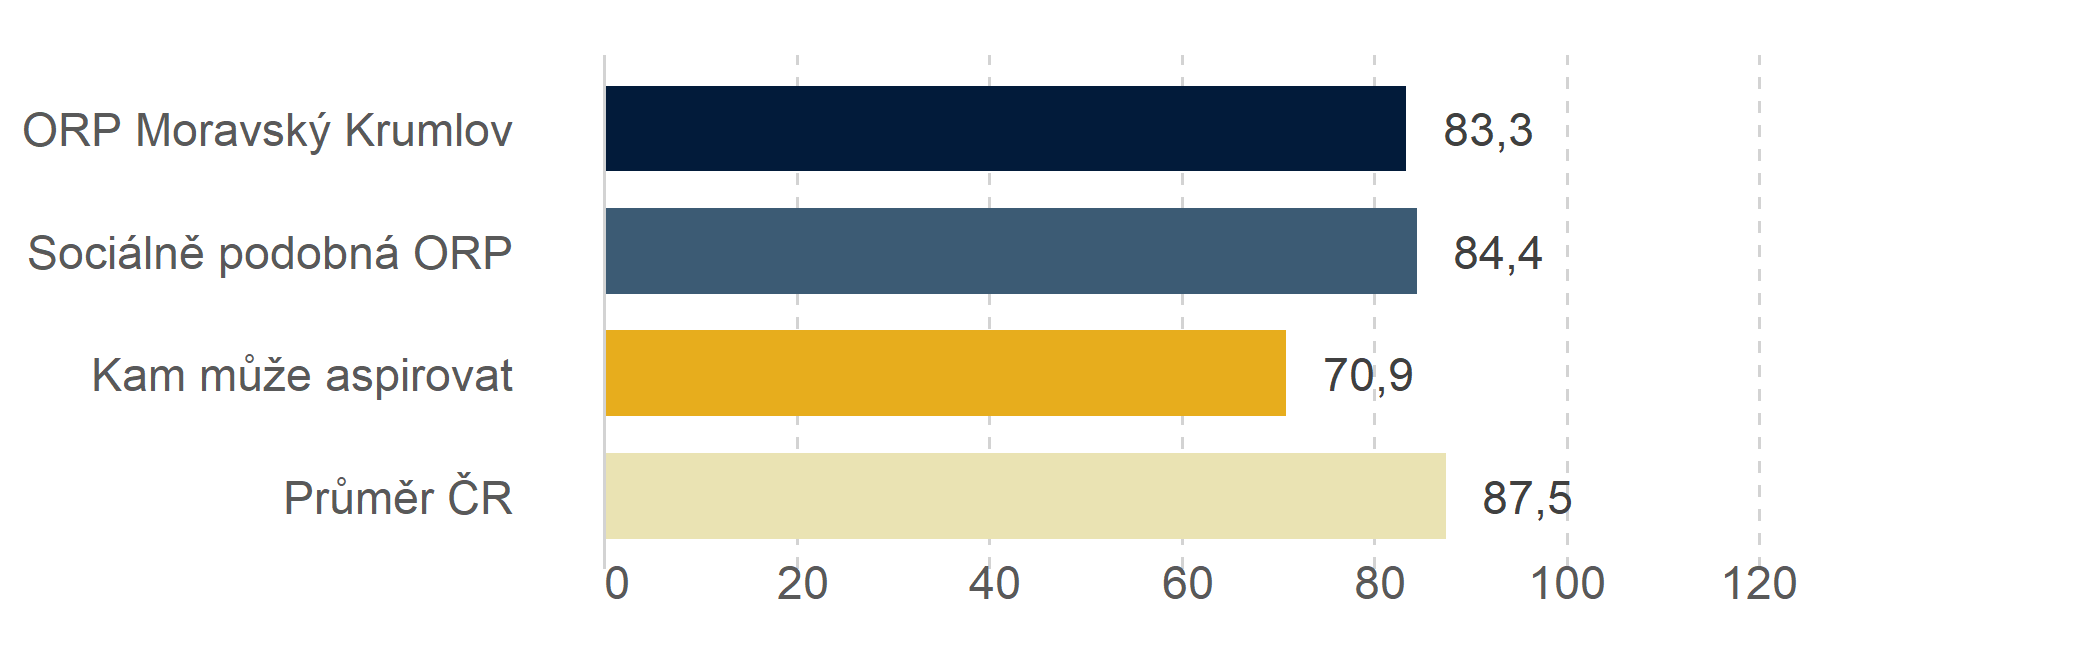 ORP Moravský Krumlov 83,3
Sociálně podobná ORP 84,4
Kam může aspirovat 70,9
Průměr ČR 87,5
0 20 40 60 80 100 120